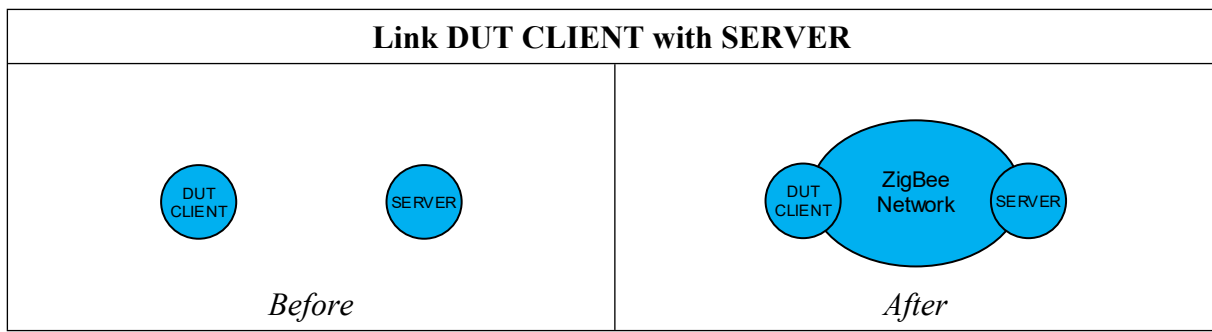 Link DUT CLIENT with SERVER
DUT
CLIENT
SERVER
Before
DUT
CLIENT
ZigBee
Network
SERVER
After